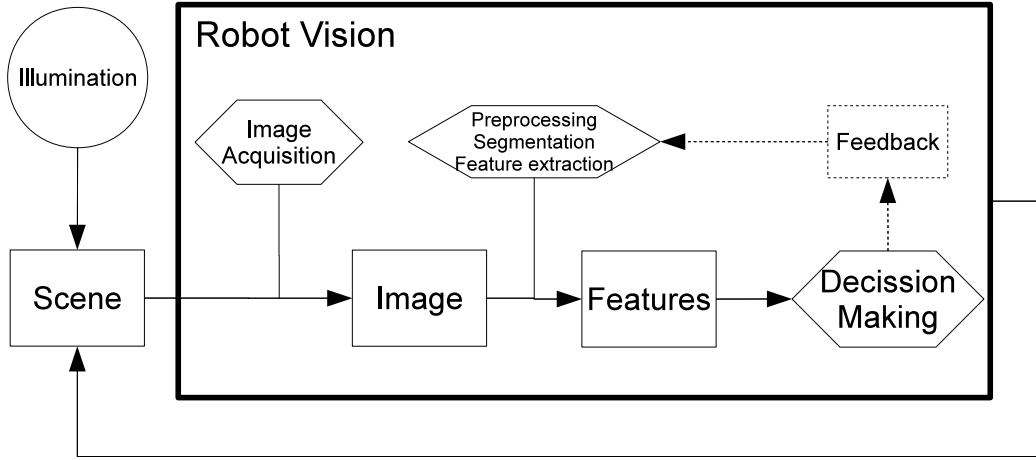 Robot Vision
Illumination
Image
Acquisition
Preprocessing
Segmentation
Feature extraction
Feedback
Scene
Image
Features
Decission
Making